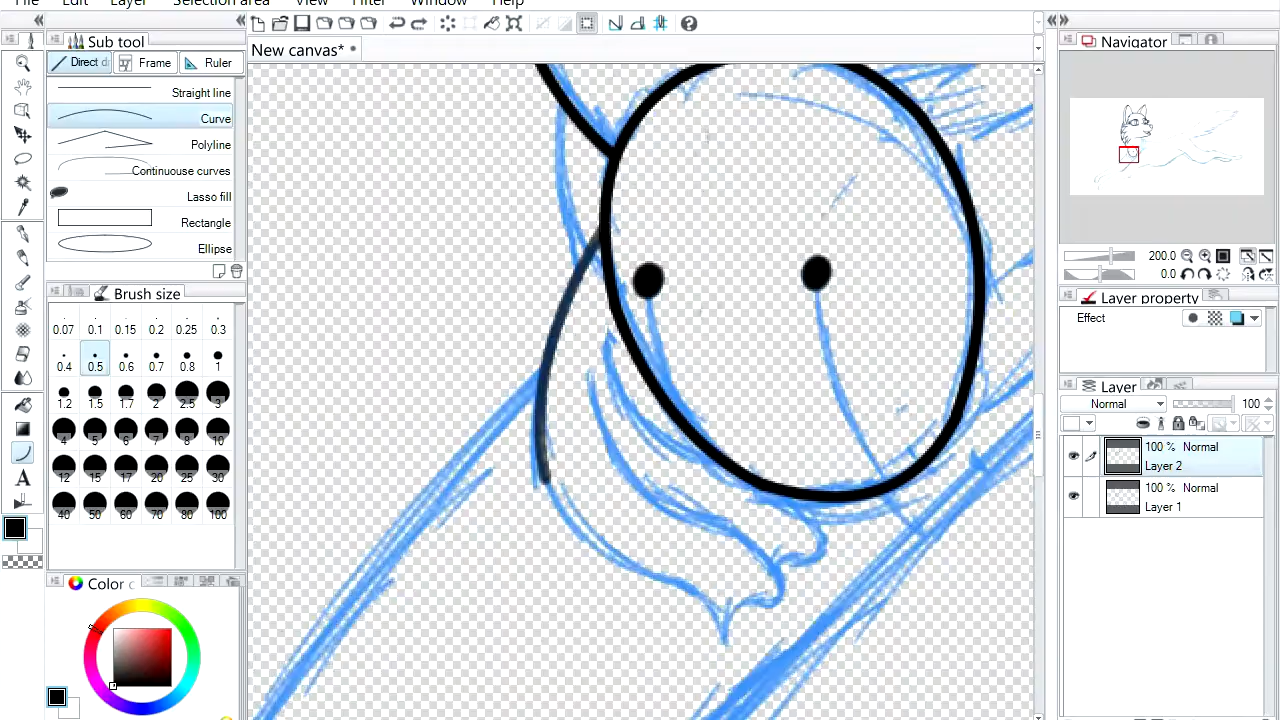 File Edit Layer Selection area View Filter Window Help
Sub tool
Direct d Frame Ruler
Straight line
Curve
Polyline
Continuouse curves
Lasso fill
Rectangle
Ellipse
Brush size
0.07 0.1 0.15 0.2 0.25 0.3
0.4 0.5 0.6 0.7 0.8 1
1.2 1.5 1.7 2 2.5 3
4 5 6 7 8 10
12 15 17 20 25 30
40 50 60 70 80 100
Color c
A
New canvas*
Navigator
200.0
0.0
Layer property
Effect
Layer
Normal 100
100 % Normal
Layer 2
100 % Normal
Layer 1